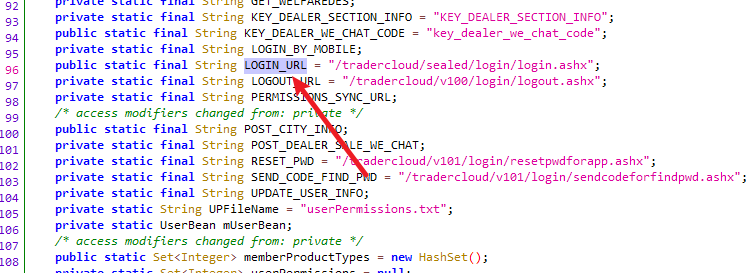 92 private static final String GET_WELFAREDES;
93 private static final String KEY_DEALER_SECTION_INFO = "KEY_DEALER_SECTION_INFO";
94 public static final String KEY_DEALER_WE_CHAT_CODE = "key_dealer_we_chat_code";
95 private static final String LOGIN_BY_MOBILE;
96 public static final String LOGIN_URL = "/tradercloud/sealed/login/login.ashx";
97 private static final String LOGOUT_URL = "/tradercloud/v100/login/logout.ashx";
98 private static final String PERMISSIONS_SYNC_URL;
99 /* access modifiers changed from: private */
100 public static final String POST_CITY_INFO;
101 private static final String POST_DEALER_SALE_WE_CHAT;
102 private static final String RESET_PWD = "/tradercloud/v101/login/resetpwdforapp.ashx";
103 private static final String SEND_CODE_FIND_PWD = "/tradercloud/v101/login/sendcodeforfindpwd.ashx";
104 private static final String UPDATE_USER_INFO;
105 private static String UPFileName = "userPermissions.txt";
106 private static UserBean mUserBean;
107 /* access modifiers changed from: private */
108 public static Set<Integer> memberProductTypes = new HashSet();
private static Set<Integer> userPermissions = null;